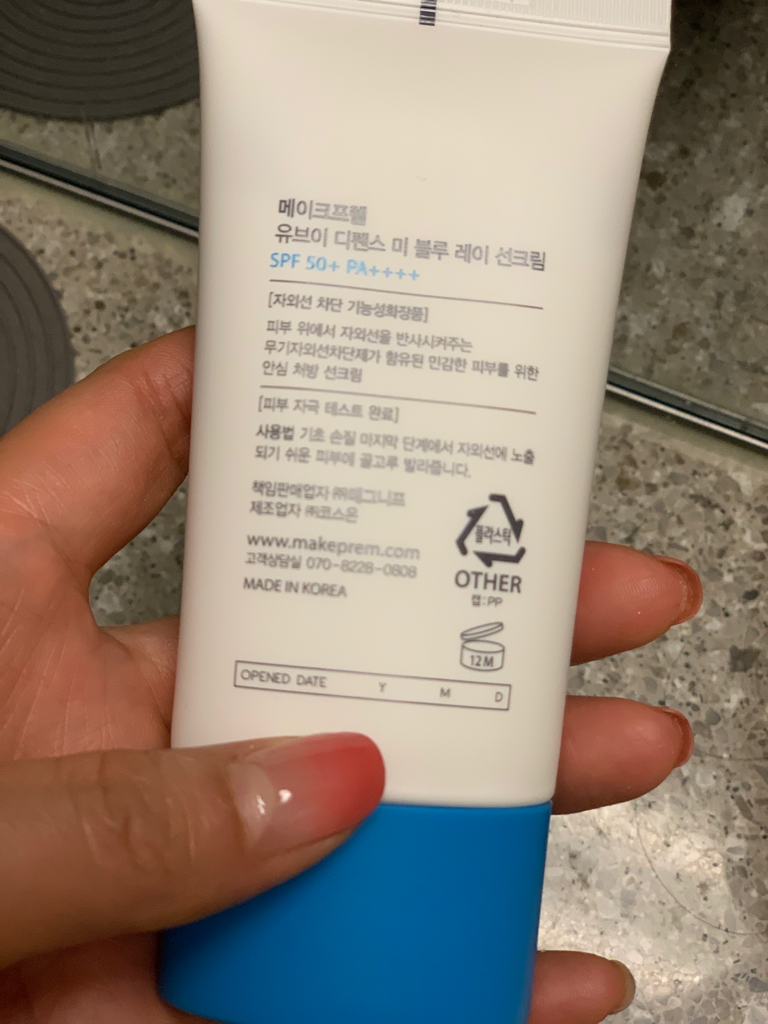 메이크프렘
유브이 디펜스 미 블루 레이 선크림
SPF 50+ PA++++
[자외선 차단 기능성화장품]
피부 위에서 자외선을 반사시켜주는
무기자외선차단제가 함유된 민감한 피부를 위한
안심 처방 선크림
[피부 자극 테스트 완료]
사용법 기초 손질 마지막 단계에서 자외선에 노출
되기 쉬운 피부에 골고루 발라줍니다.
책임판매업자 ㈜떼그니프
제조업자 ㈜코스온
www.makeprem.com
고객상담실 070-8228-0808
MADE IN KOREA
플라스틱
OTHER
캡:PP
12M
OPENED DATE Y M D